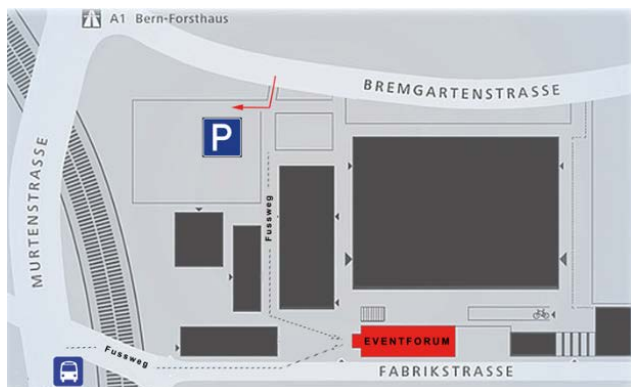 A1 Bern-Forsthaus
BREMGARTENSTRASSE
P
MURTENSTRASSE
Fussweg
EVENTFORUM
Fussweg
FABRIKSTRASSE